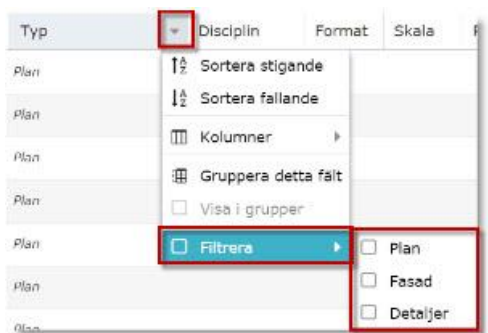 Typ Disciplin Format Skala
Plan
Sortera stigande
Plan
Sortera fallande
Plan
Kolumner
Plan
Gruppera detta fält
Visa i grupper
Plan
Filtrera
Plan
Plan
Fasad
Plan
Detaljer